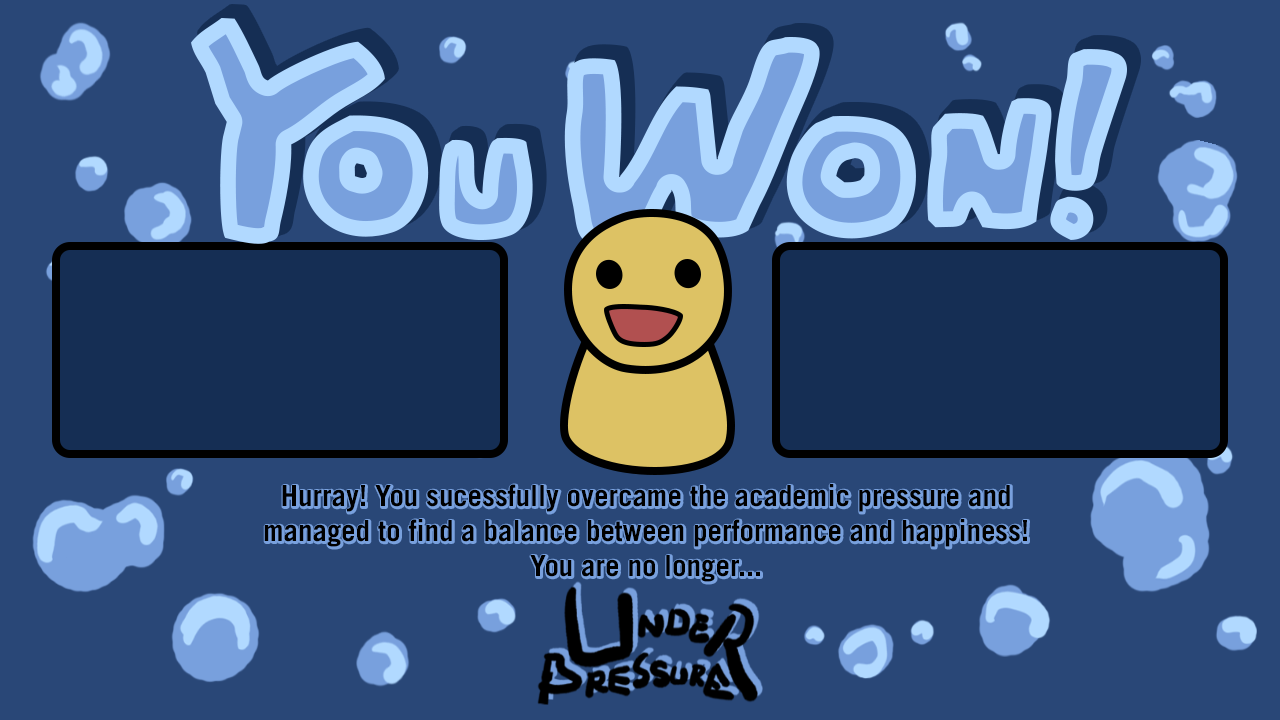 You Won!
Hurray! You sucessfully overcame the academic pressure and
managed to find a balance between performance and happiness!
You are no longer...
UNDER
PRESSURE